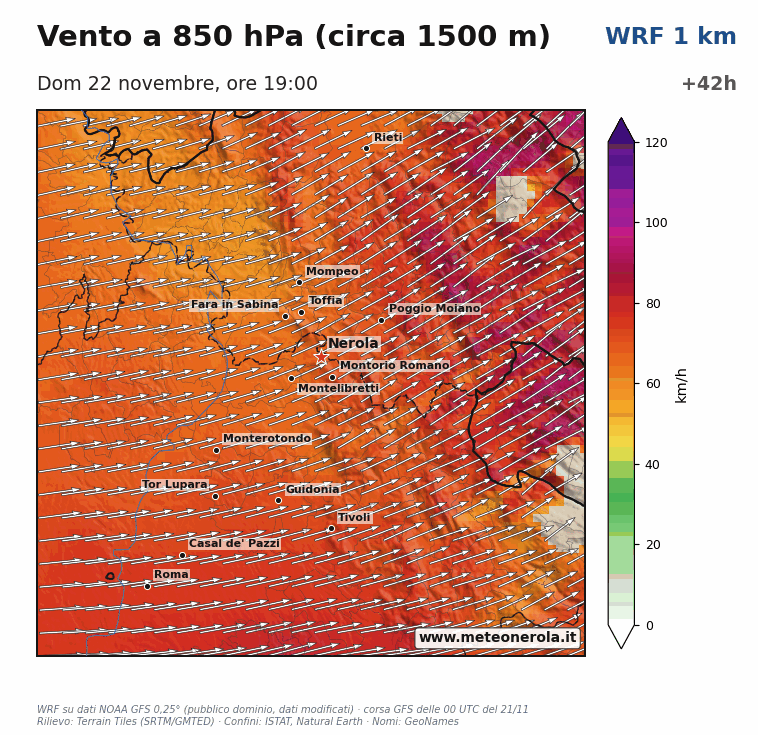 Vento a 850 hPa (circa 1500 m)
WRF 1 km
Dom 22 novembre, ore 19:00
+42h
Rieti
Mompeo
Fara in Sabina
Toffia
Poggio Moiano
Nerola
Montorio Romano
Montelibretti
Monterotondo
Tor Lupara
Guidonia
Tivoli
Casal de' Pazzi
Roma
www.meteonerola.it
120
100
80
60
40
20
0
km/h
WRF su dati NOAA GFS 0,25° (pubblico dominio, dati modificati) · corsa GFS delle 00 UTC del 21/11
Rilievo: Terrain Tiles (SRTM/GMTED) · Confini: ISTAT, Natural Earth · Nomi: GeoNames